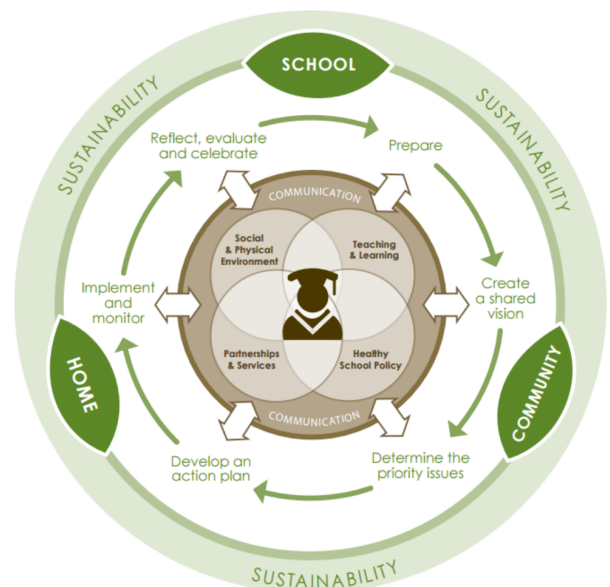 SCHOOL
SUSTAINABILITY
SUSTAINABILITY
Reflect, evaluate
and celebrate
Prepare
COMMUNICATION
Social
& Physical
Environment
Teaching
& Learning
Implement
and
monitor
Create
a shared
vision
Partnerships
& Services
Healthy
School Policy
HOME
COMMUNITY
COMMUNICATION
Develop an
action plan
Determine the
priority issues
SUSTAINABILITY